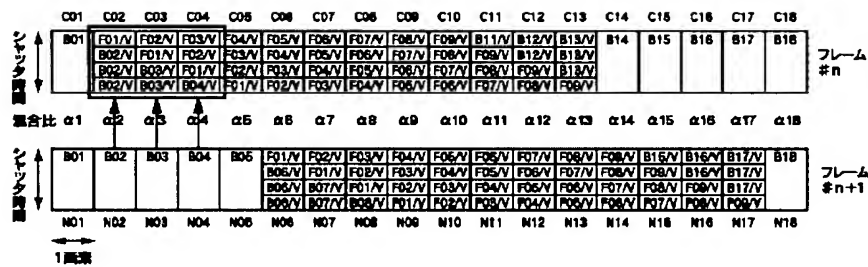 C01 C02 C03 C04 C05 C06 C07 C08 C09 C10 C11 C12 C13 C14 C15 C16 C17 C18
シャッタ時間
B01 F01/V F02/V F03/V F04/V F05/V F06/V F07/V F08/V F09/V B11/V B12/V B13/V B14 B15 B16 B17 B18
B02/V F01/V F02/V F03/V F04/V F05/V F06/V F07/V F08/V F09/V B12/V B13/V
B02/V B03/V F01/V F02/V F03/V F04/V F05/V F06/V F07/V F08/V F09/V B13/V
B02/V B03/V B04/V F01/V F02/V F03/V F04/V F05/V F06/V F07/V F08/V F09/V
フレーム
#n
混合比 α1 α2 α3 α4 α5 α6 α7 α8 α9 α10 α11 α12 α13 α14 α15 α16 α17 α18
シャッタ時間
B01 B02 B03 B04 B05 F01/V F02/V F03/V F04/V F05/V F06/V F07/V F08/V F09/V B15/V B16/V B17/V B18
B06/V F01/V F02/V F03/V F04/V F05/V F06/V F07/V F08/V F09/V B16/V B17/V
B06/V B07/V F01/V F02/V F03/V F04/V F05/V F06/V F07/V F08/V F09/V B17/V
B06/V B07/V B08/V F01/V F02/V F03/V F04/V F05/V F06/V F07/V F08/V F09/V
フレーム
#n+1
N01 N02 N03 N04 N05 N06 N07 N08 N09 N10 N11 N12 N13 N14 N15 N16 N17 N18
1画素